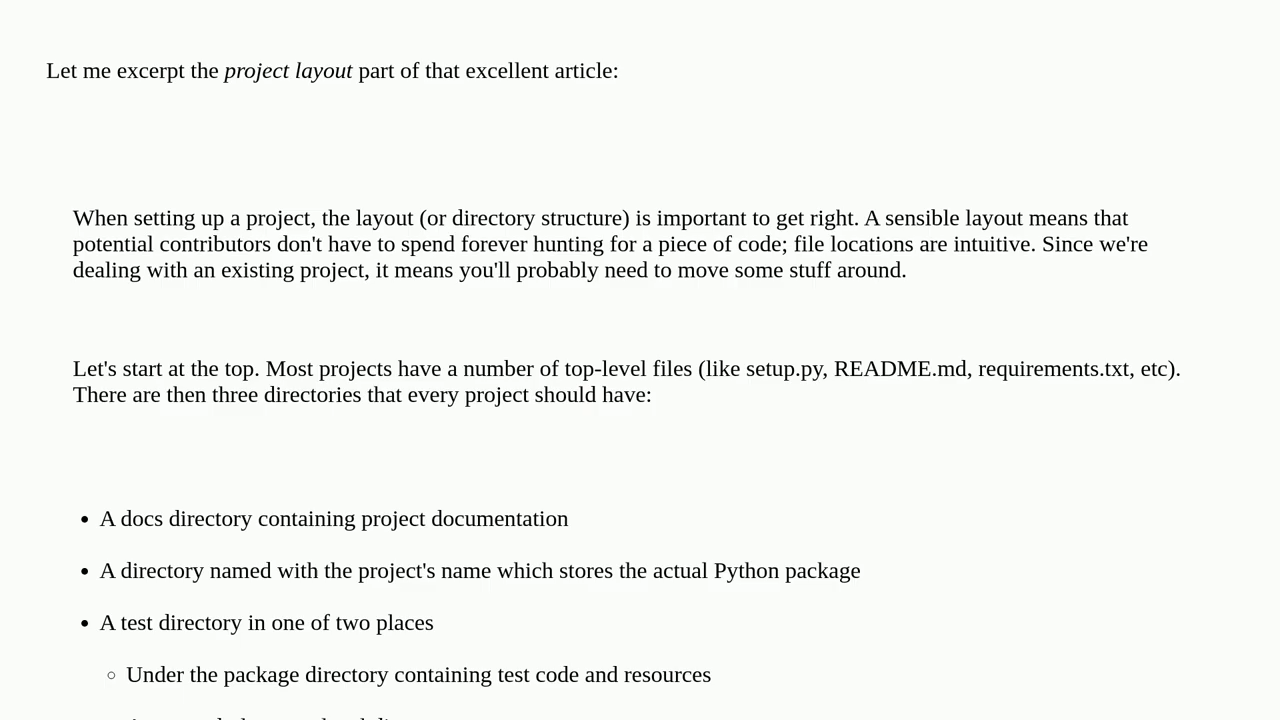 Let me excerpt the project layout part of that excellent article:
When setting up a project, the layout (or directory structure) is important to get right. A sensible layout means that
potential contributors don't have to spend forever hunting for a piece of code; file locations are intuitive. Since we're
dealing with an existing project, it means you'll probably need to move some stuff around.
Let's start at the top. Most projects have a number of top-level files (like setup.py, README.md, requirements.txt, etc).
There are then three directories that every project should have:
• A docs directory containing project documentation
• A directory named with the project's name which stores the actual Python package
• A test directory in one of two places
◦ Under the package directory containing test code and resources